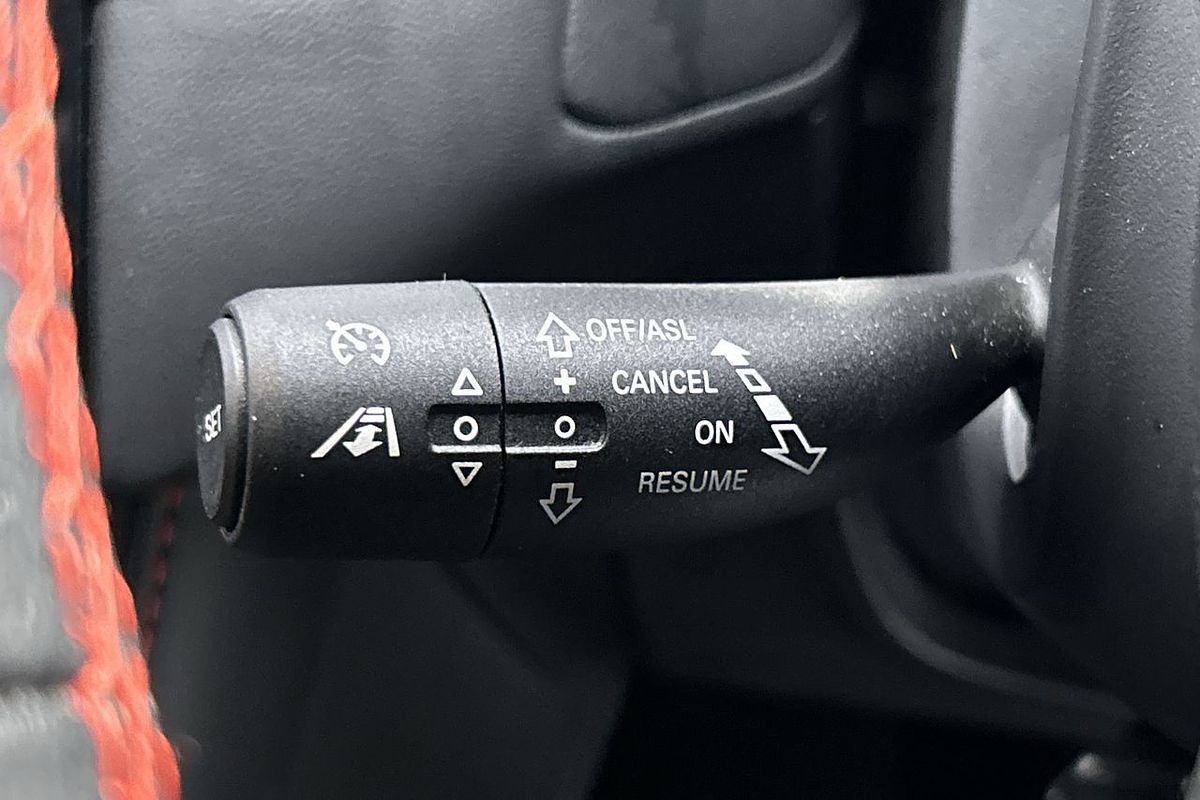 SET
OFF/ASL
+ CANCEL
ON
− RESUME